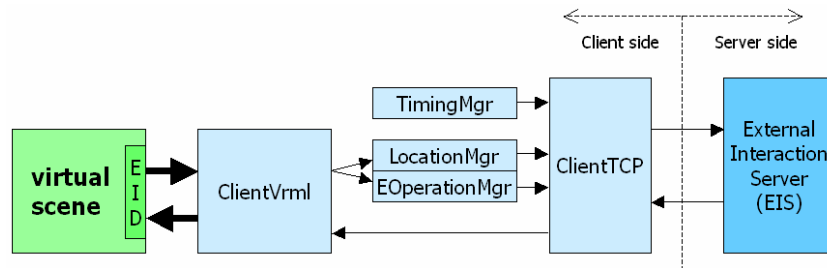 Client side
Server side
TimingMgr
virtual
scene
E
I
D
ClientVrml
LocationMgr
EOperationMgr
ClientTCP
External
Interaction
Server
(EIS)